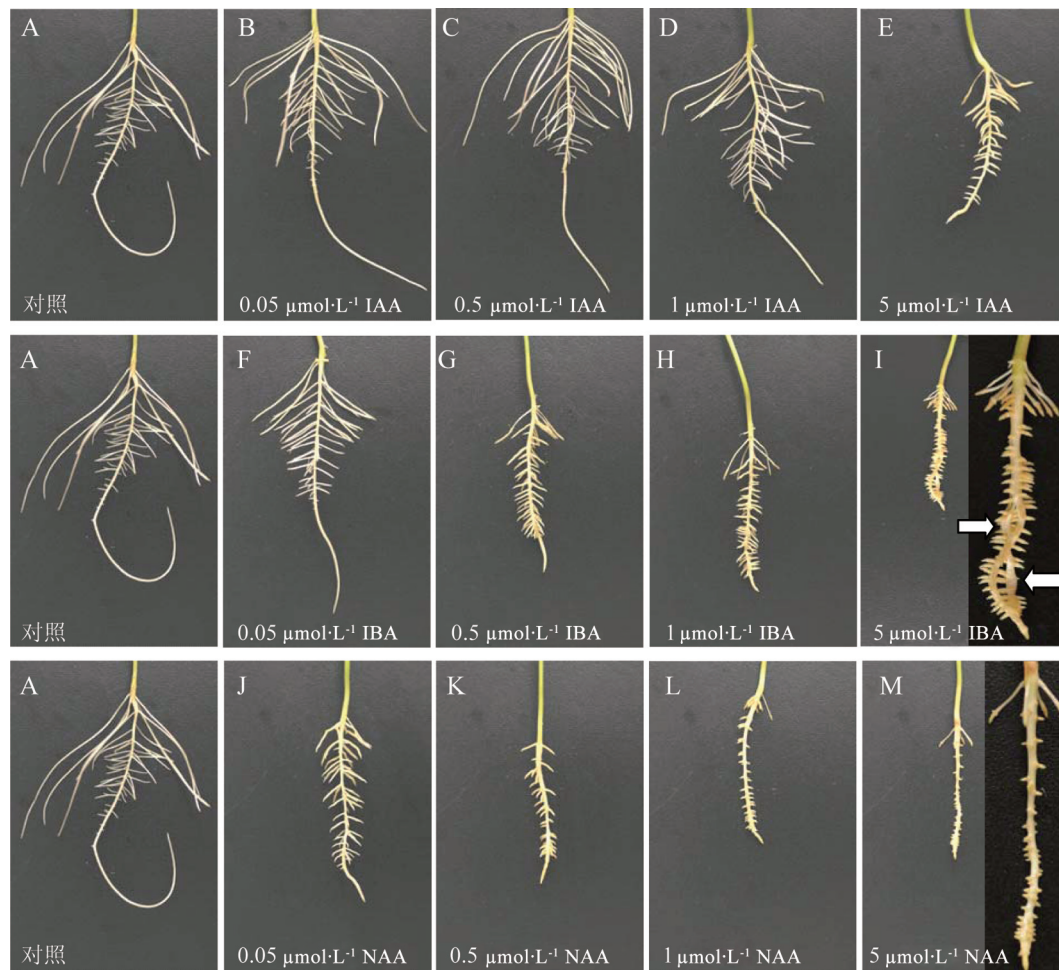 A
B
C
D
E
对照
0.05 μmol·L⁻¹ IAA
0.5 μmol·L⁻¹ IAA
1 μmol·L⁻¹ IAA
5 μmol·L⁻¹ IAA
A
F
G
H
I
对照
0.05 μmol·L⁻¹ IBA
0.5 μmol·L⁻¹ IBA
1 μmol·L⁻¹ IBA
5 μmol·L⁻¹ IBA
A
J
K
L
M
对照
0.05 μmol·L⁻¹ NAA
0.5 μmol·L⁻¹ NAA
1 μmol·L⁻¹ NAA
5 μmol·L⁻¹ NAA